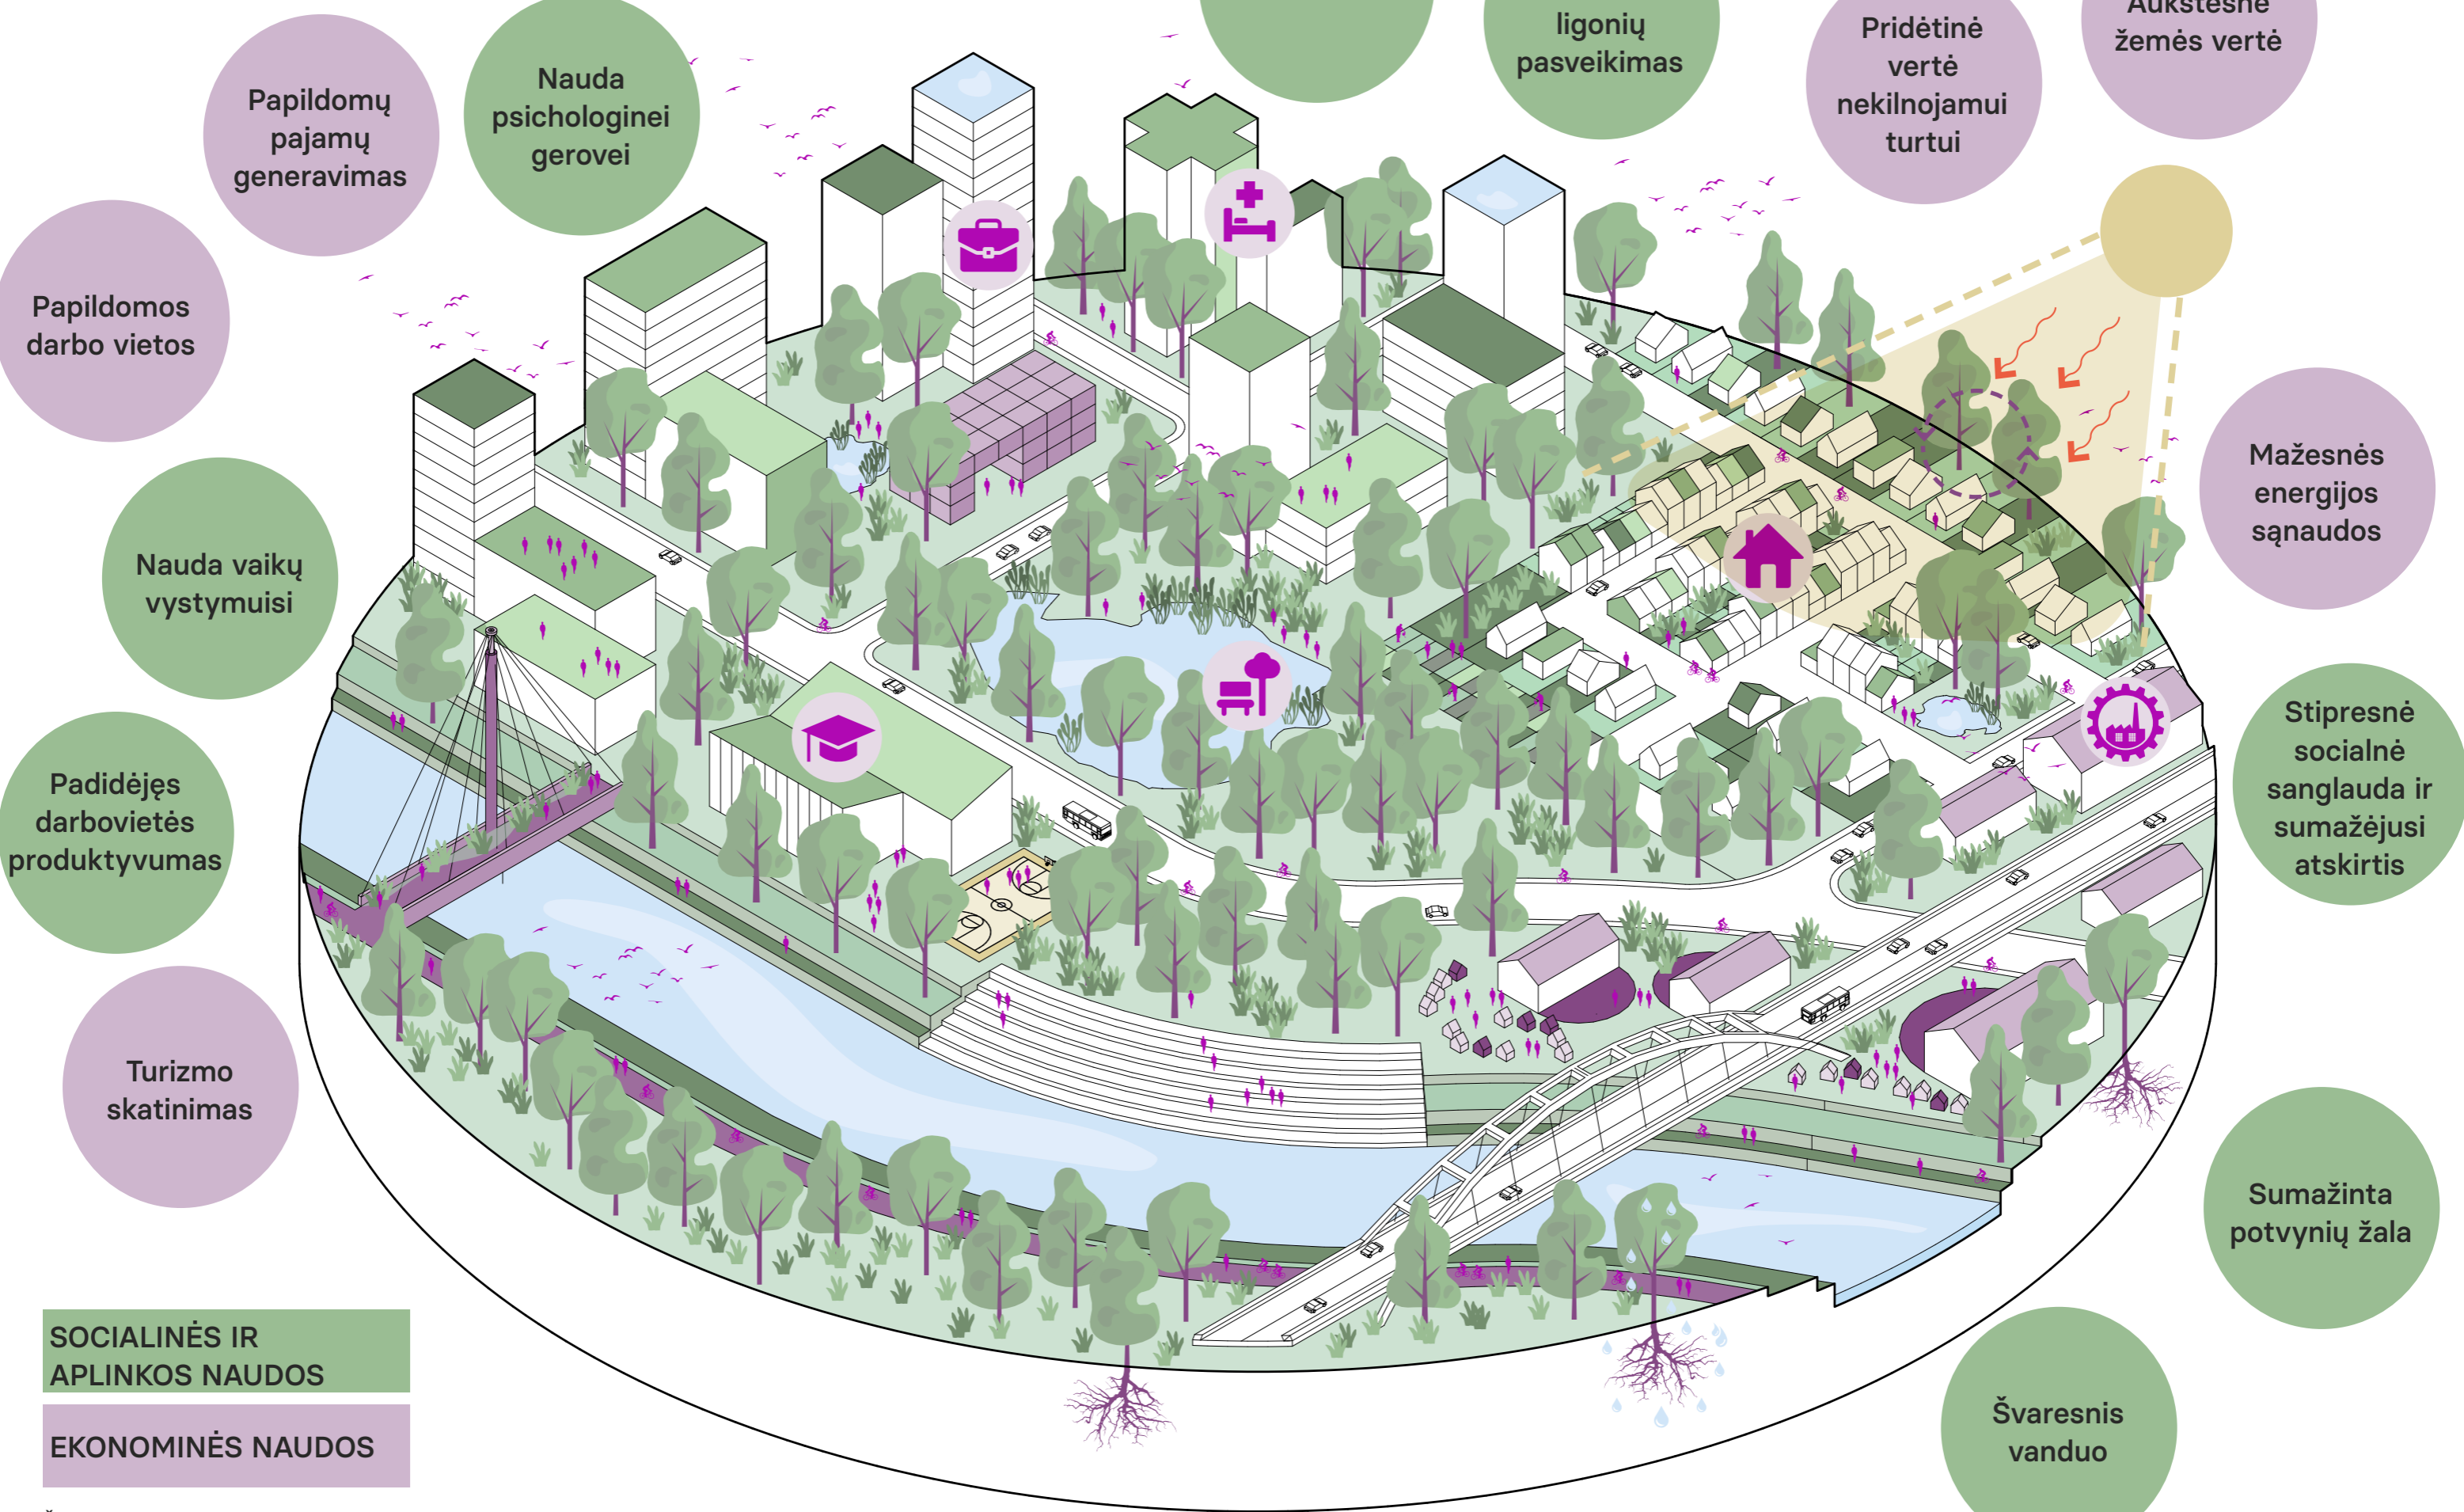 ligonių
pasveikimas
Pridėtinė
vertė
nekilnojamui
turtui
Aukštesnė
žemės vertė
Papildomų
pajamų
generavimas
Nauda
psichologinei
gerovei
Papildomos
darbo vietos
Mažesnės
energijos
sąnaudos
Nauda vaikų
vystymuisi
Stipresnė
socialnė
sanglauda ir
sumažėjusi
atskirtis
Padidėjęs
darbovietės
produktyvumas
Turizmo
skatinimas
Sumažinta
potvynių žala
Švaresnis
vanduo
SOCIALINĖS IR
APLINKOS NAUDOS
EKONOMINĖS NAUDOS